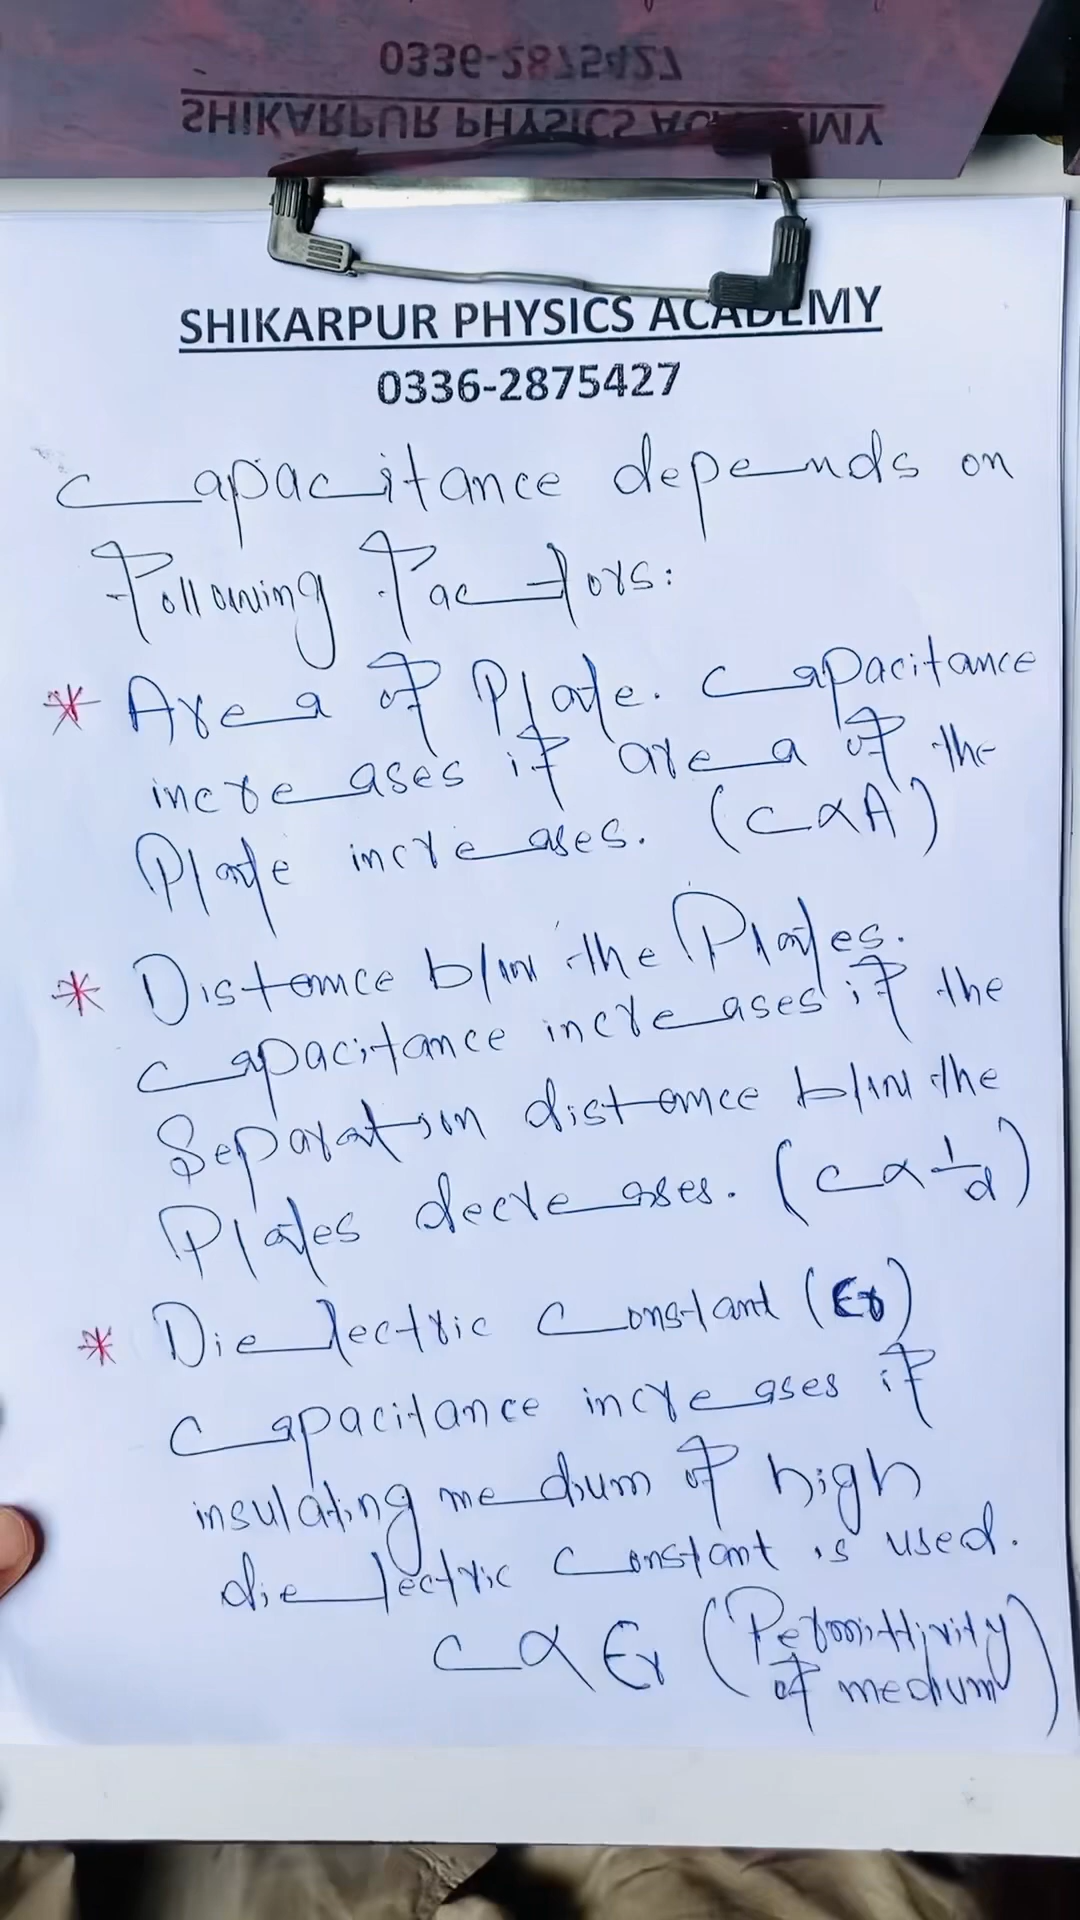 0336-2875427
SHIKARPUR PHYSICS ACADEMY
SHIKARPUR PHYSICS ACADEMY
0336-2875427
Capacitance depends on
Following Factors:
* Area of Plate. Capacitance
increases if area of the
Plate increases. (C∝A)
* Distance b/w the Plates.
Capacitance increases if the
Separation distance b/w the
Plates decreases. (C∝1/d)
* Dielectric Constant (εr)
Capacitance increases if
insulating medium of high
dielectric constant is used.
C∝εr (Permittivity
of medium)